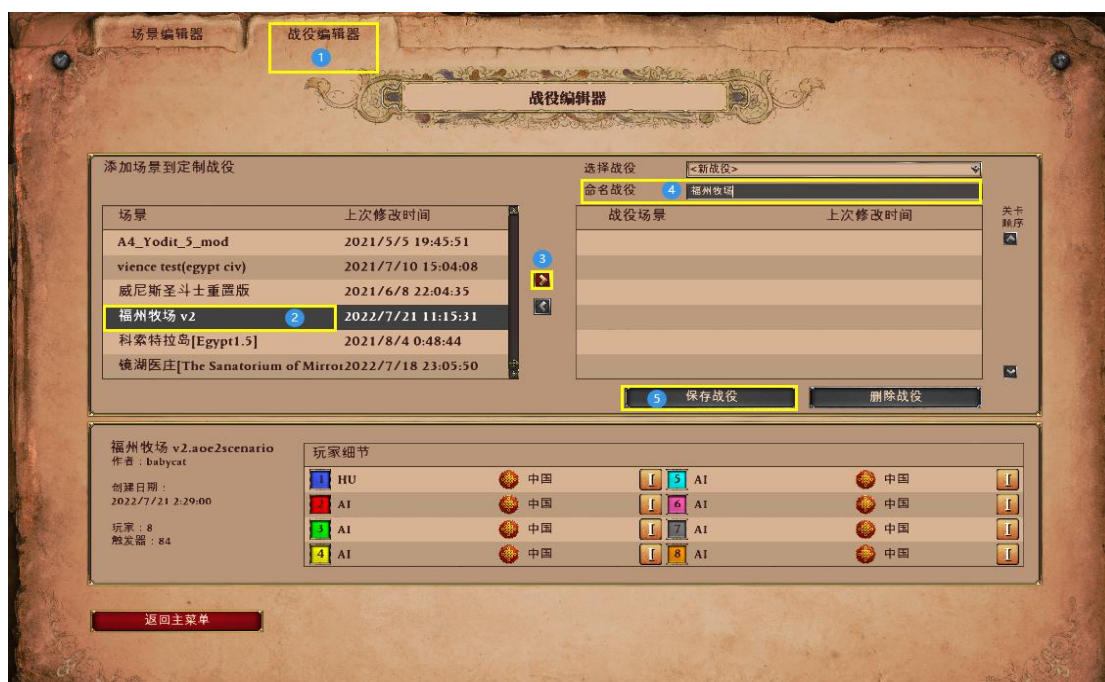 场景编辑器
战役编辑器
1
战役编辑器
添加场景到定制战役
选择战役 <新战役>
命名战役 4 福州牧场
场景 上次修改时间
战役场景 上次修改时间
关卡
顺序
A4_Yodit_5_mod 2021/5/5 19:45:51
vience test(egypt civ) 2021/7/10 15:04:08
3
威尼斯圣斗士重置版 2021/6/8 22:04:35
福州牧场 v2 2 2022/7/21 11:15:31
科索特拉岛[Egypt1.5] 2021/8/4 0:48:44
镜湖医庄[The Sanatorium of Mirror 2022/7/18 23:05:50
5 保存战役
删除战役
福州牧场 v2.aoe2scenario
作者：babycat
创建日期：
2022/7/21 2:29:00
玩家：8
触发器：84
玩家细节
1 HU 中国 I 5 AI 中国 I
2 AI 中国 I 6 AI 中国 I
3 AI 中国 I 7 AI 中国 I
4 AI 中国 I 8 AI 中国 I
返回主菜单